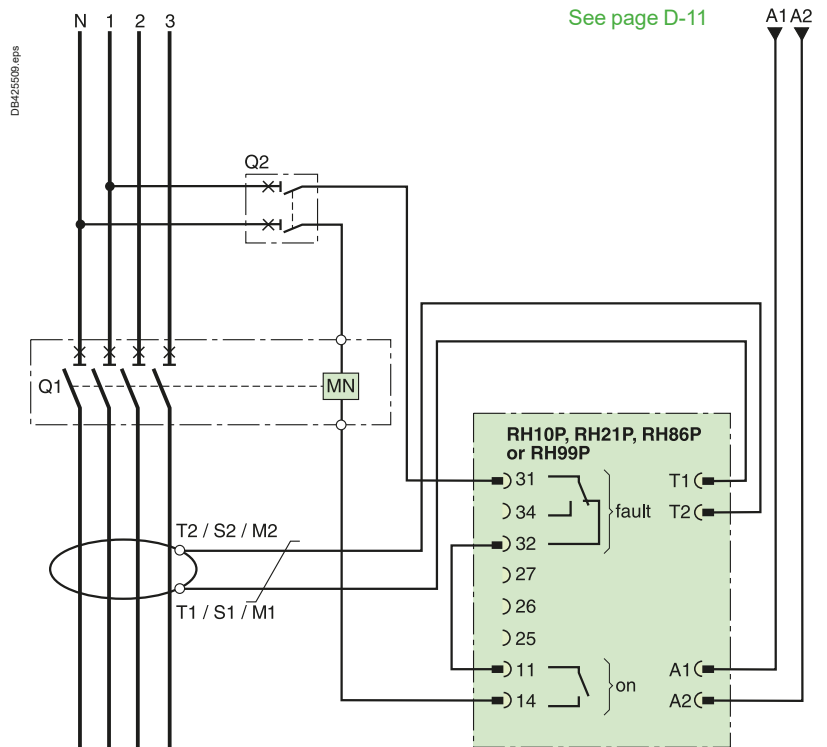 See page D-11
A1 A2
N 1 2 3
DB425509.eps
Q2
Q1
MN
RH10P, RH21P, RH86P
or RH99P
31
T1
34
fault
T2
32
27
26
25
11
A1
on
14
A2
T2 / S2 / M2
T1 / S1 / M1